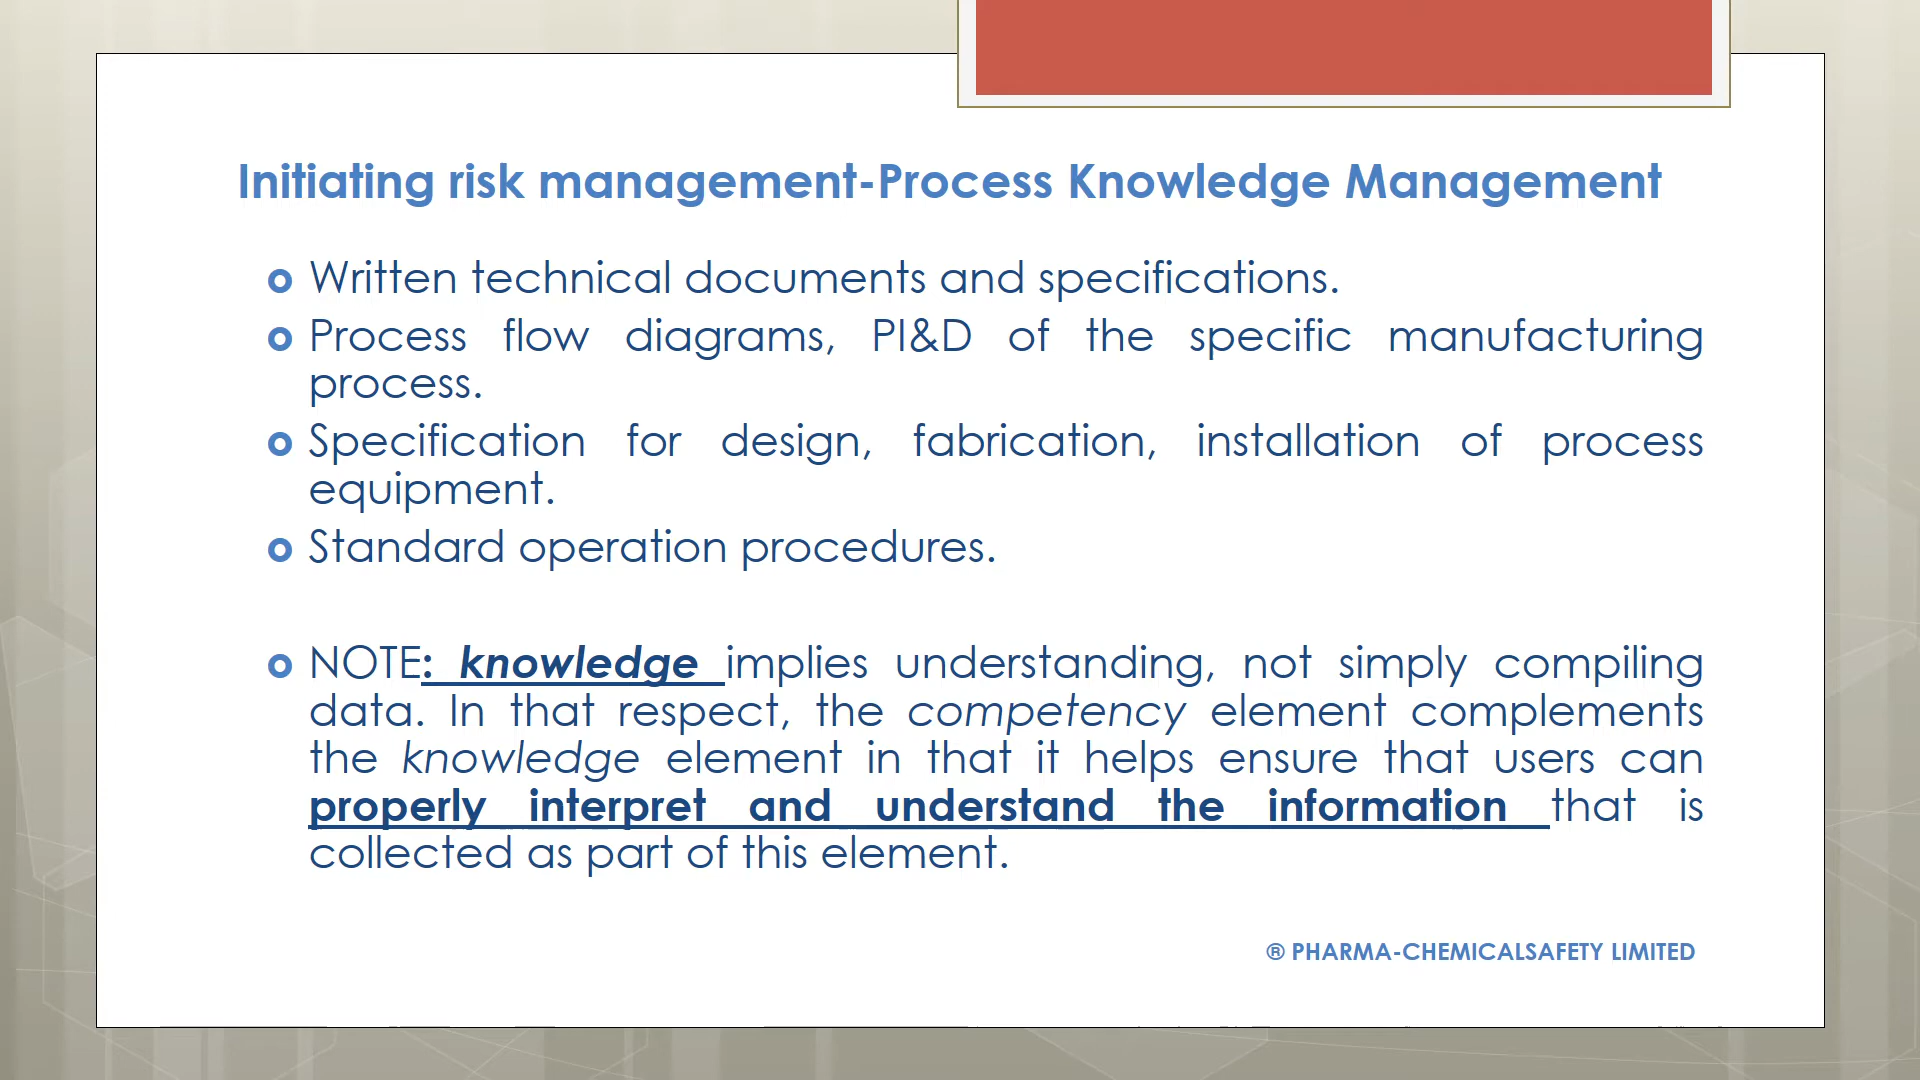 Initiating risk management-Process Knowledge Management
Written technical documents and specifications.
Process flow diagrams, PI&D of the specific manufacturing
process.
Specification for design, fabrication, installation of process
equipment.
Standard operation procedures.
NOTE: knowledge implies understanding, not simply compiling
data. In that respect, the competency element complements
the knowledge element in that it helps ensure that users can
properly interpret and understand the information that is
collected as part of this element.
® PHARMA-CHEMICALSAFETY LIMITED